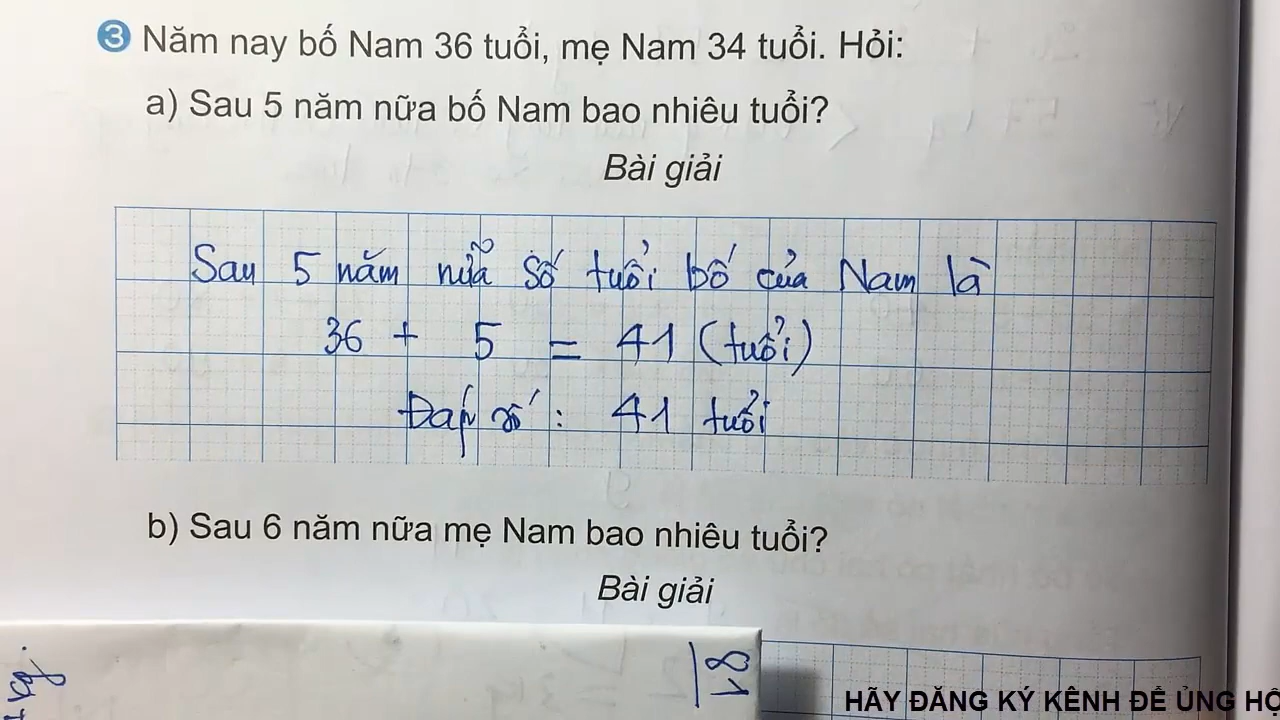 3 Năm nay bố Nam 36 tuổi, mẹ Nam 34 tuổi. Hỏi:
a) Sau 5 năm nữa bố Nam bao nhiêu tuổi?
Bài giải
Sau 5 năm nữa số tuổi bố của Nam là
36 + 5 = 41 (tuổi)
Đáp số: 41 tuổi
b) Sau 6 năm nữa mẹ Nam bao nhiêu tuổi?
Bài giải
81
HÃY ĐĂNG KÝ KÊNH ĐỂ ỦNG HỘ